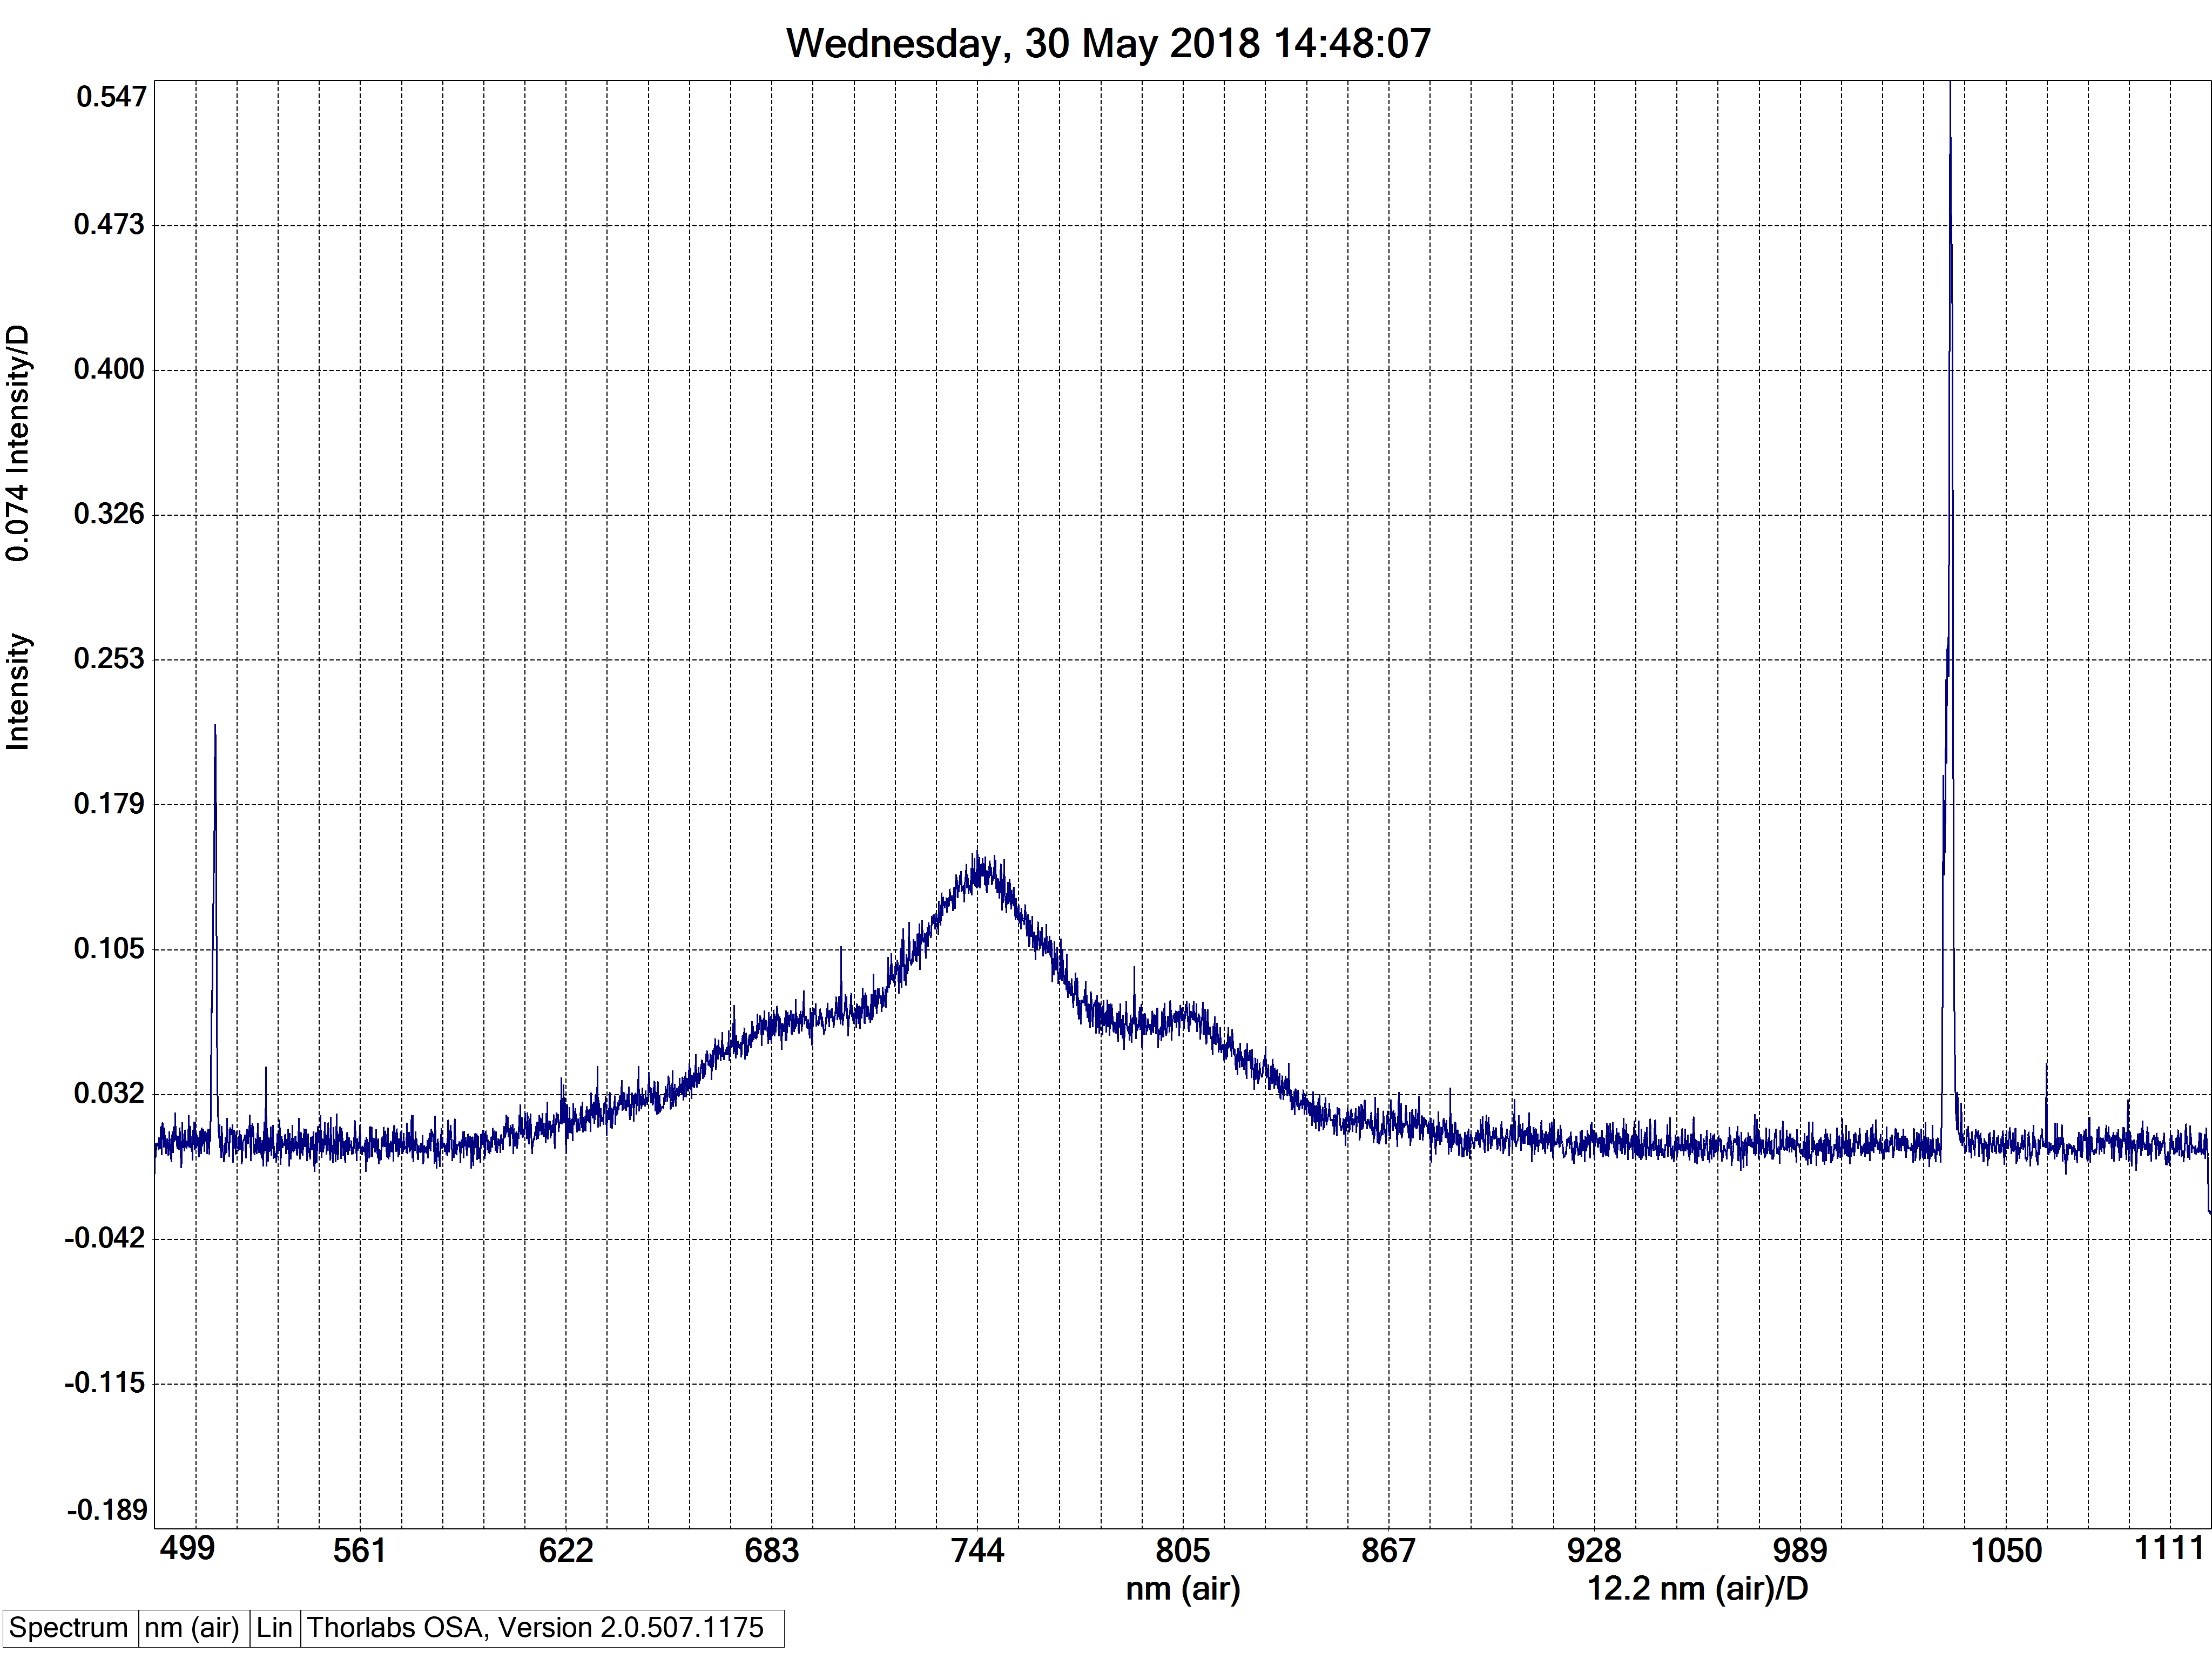 Wednesday, 30 May 2018 14:48:07
Intensity 0.074 Intensity/D
0.547
0.473
0.400
0.326
0.253
0.179
0.105
0.032
-0.042
-0.115
-0.189
499 561 622 683 744 805 867 928 989 1050 1111
nm (air) 12.2 nm (air)/D
Spectrum nm (air) Lin Thorlabs OSA, Version 2.0.507.1175